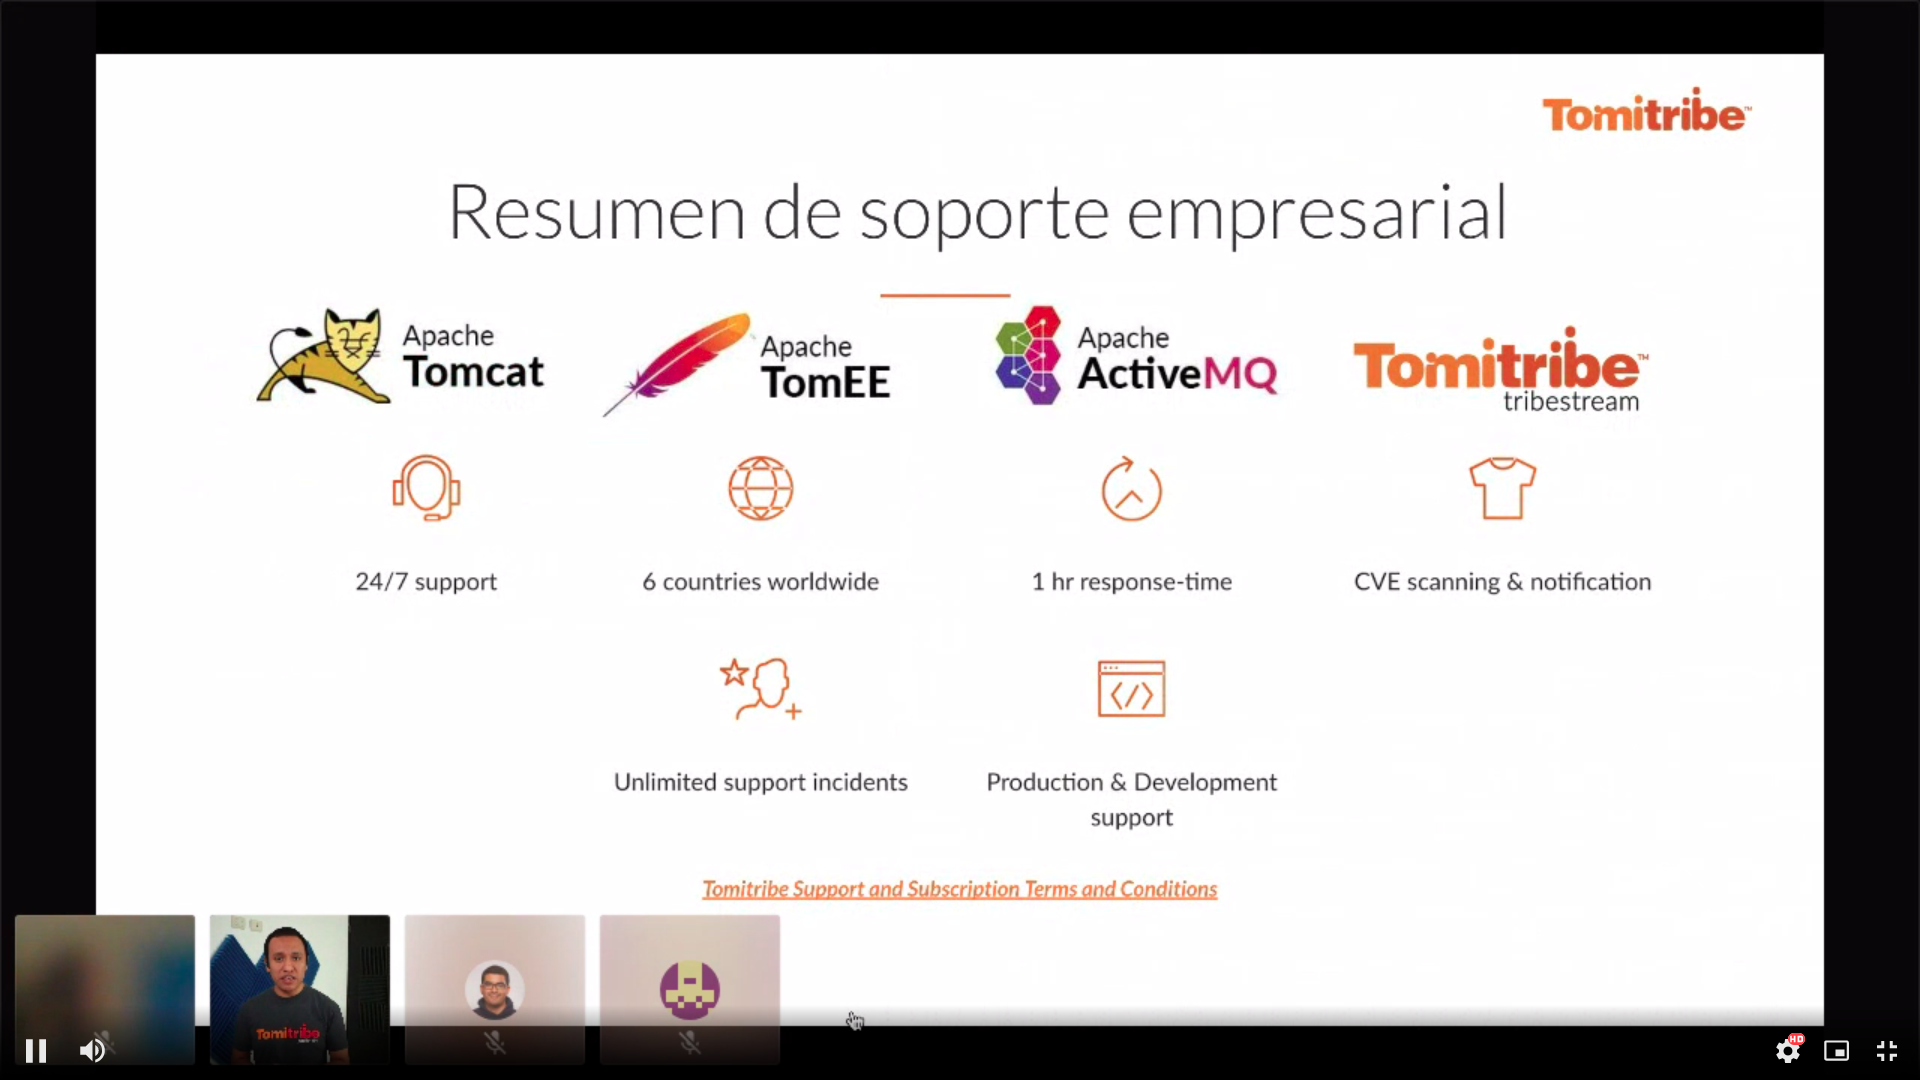 Tomitribe™
Resumen de soporte empresarial
Apache
Tomcat
Apache
TomEE
Apache
ActiveMQ
Tomitribe™
tribestream
24/7 support
6 countries worldwide
1 hr response-time
CVE scanning & notification
Unlimited support incidents
Production & Development
support
Tomitribe Support and Subscription Terms and Conditions
Tomitribe
HD